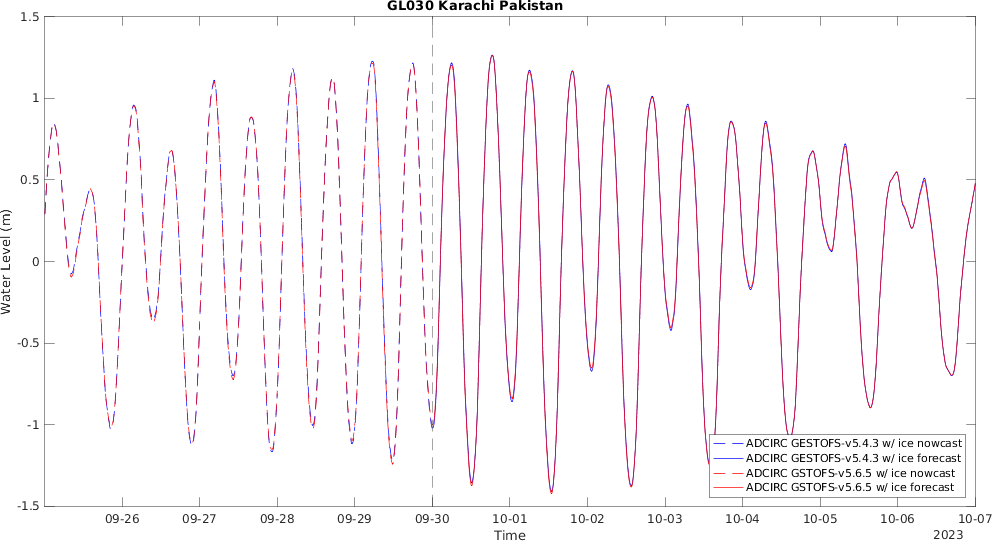 GL030 Karachi Pakistan
Water Level (m)
1.5
1
0.5
0
-0.5
-1
-1.5
ADCIRC GESTOFS-v5.4.3 w/ ice nowcast
ADCIRC GESTOFS-v5.4.3 w/ ice forecast
ADCIRC GSTOFS-v5.6.5 w/ ice nowcast
ADCIRC GSTOFS-v5.6.5 w/ ice forecast
09-26 09-27 09-28 09-29 09-30 10-01 10-02 10-03 10-04 10-05 10-06 10-07
Time
2023